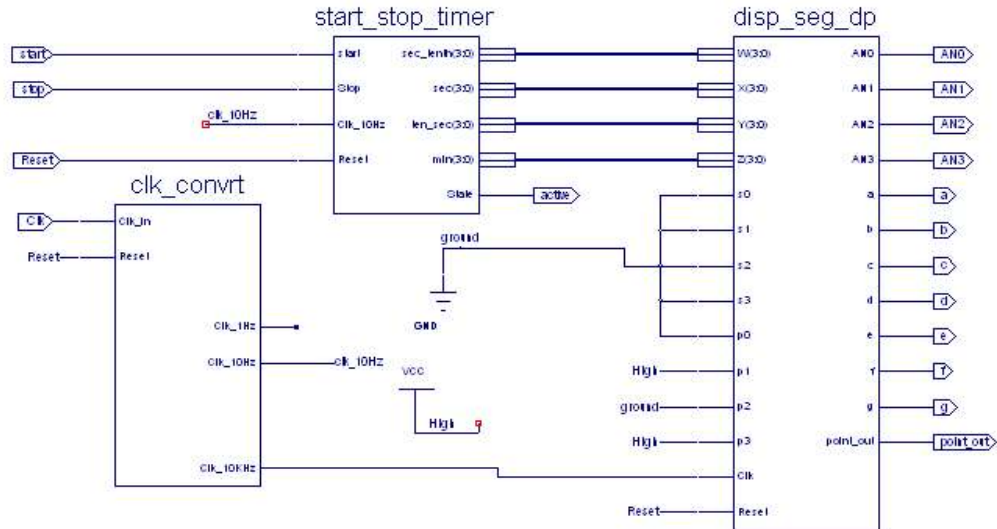 start_stop_timer
disp_seg_dp
start
start
sec_tenth(3:0)
W(3:0)
AN0
AN0
stop
Stop
sec(3:0)
X(3:0)
AN1
AN1
clk_10Hz
Clk_10Hz
ten_sec(3:0)
Y(3:0)
AN2
AN2
Reset
Reset
min(3:0)
Z(3:0)
AN3
AN3
clk_convrt
State
active
s0
a
a
Clk
Clk_In
s1
b
b
Reset
Reset
ground
s2
c
c
s3
d
d
Clk_1Hz
GND
p0
e
e
Clk_10Hz
clk_10Hz
VCC
High
p1
f
f
ground
p2
g
g
High
High
p3
point_out
point_out
Clk_10KHz
Clk
Reset
Reset